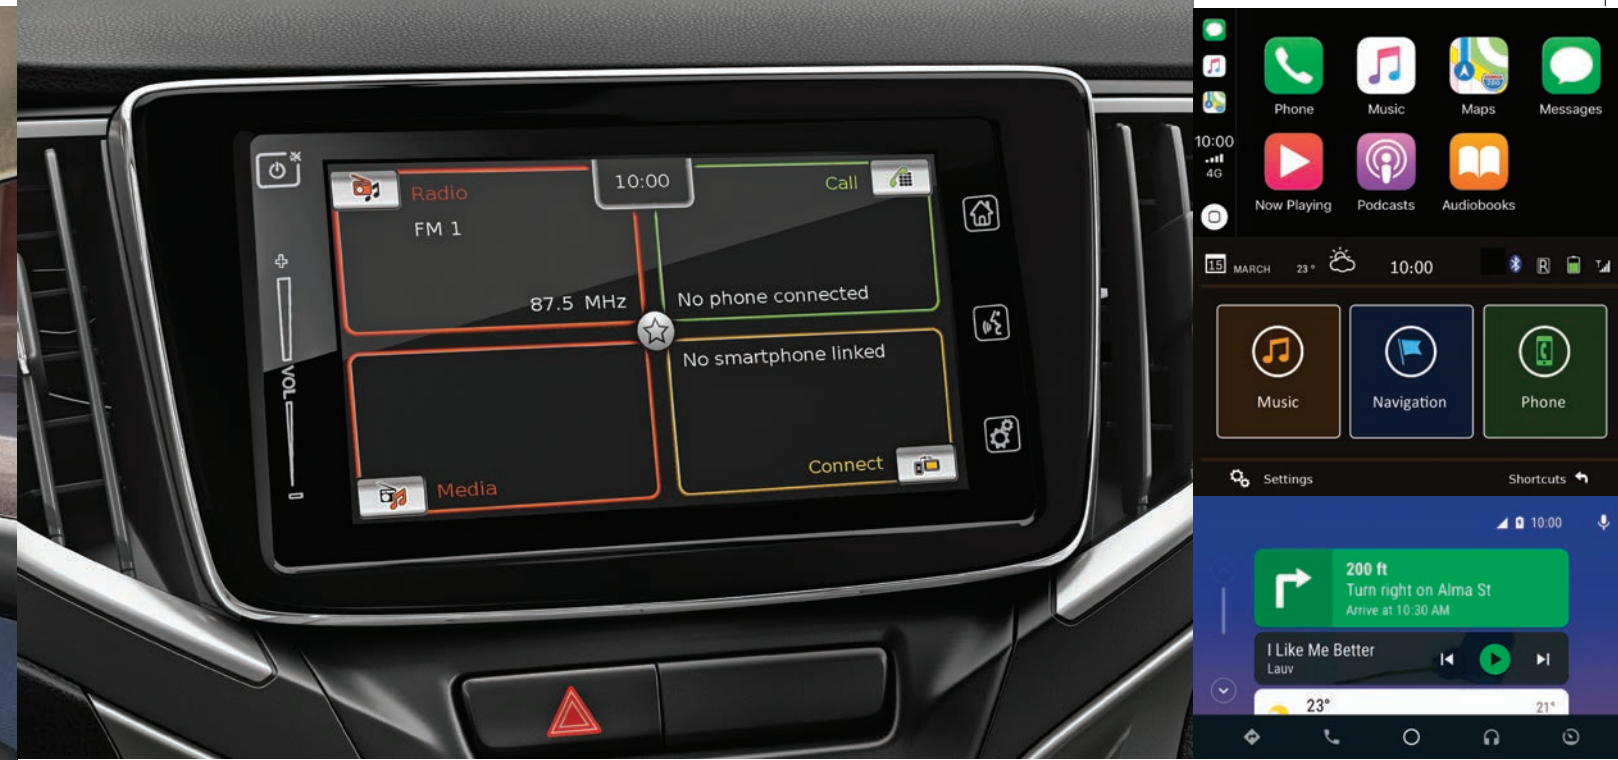 10:00
Radio
Call
FM 1
87.5 MHz
No phone connected
No smartphone linked
VOL
Connect
Media
Phone
Music
Maps
Messages
10:00
4G
Now Playing
Podcasts
Audiobooks
15 MARCH
23°
10:00
R
Music
Navigation
Phone
Settings
Shortcuts
10:00
200 ft
Turn right on Alma St
Arrive at 10:30 AM
I Like Me Better
Lauv
23°
21°